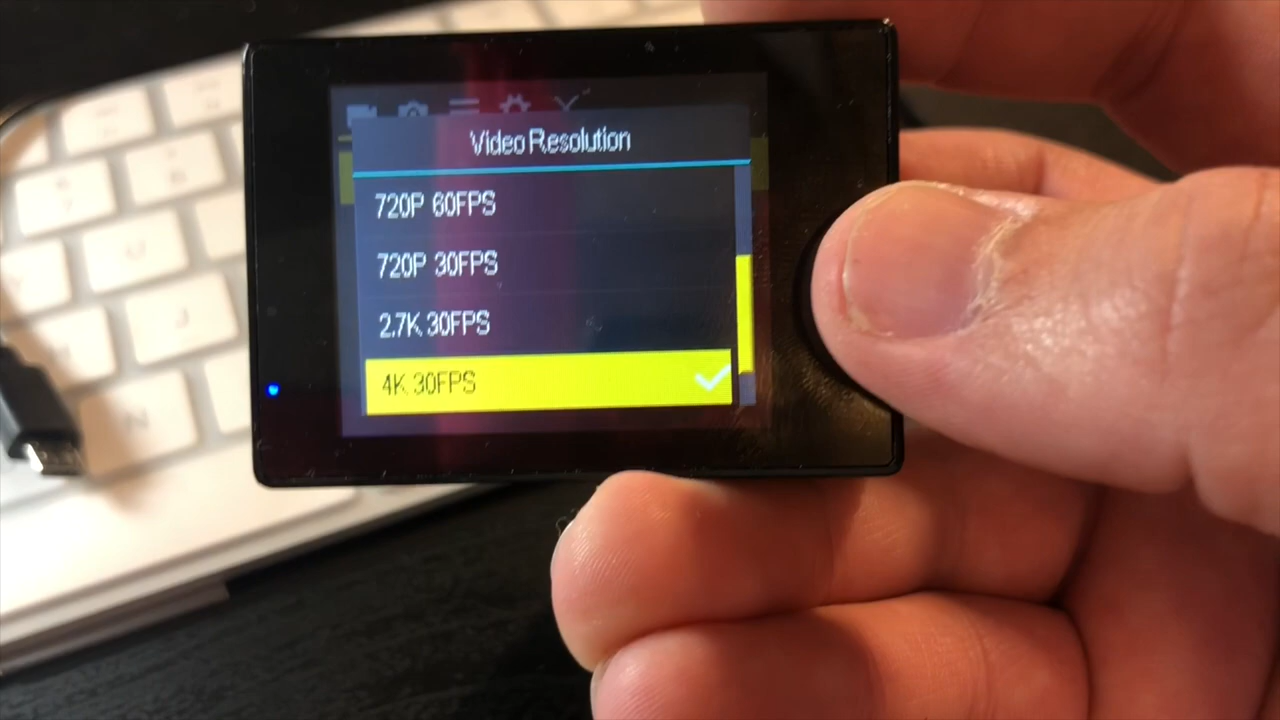 Video Resolution
720P 60FPS
720P 30FPS
2.7K 30FPS
4K 30FPS